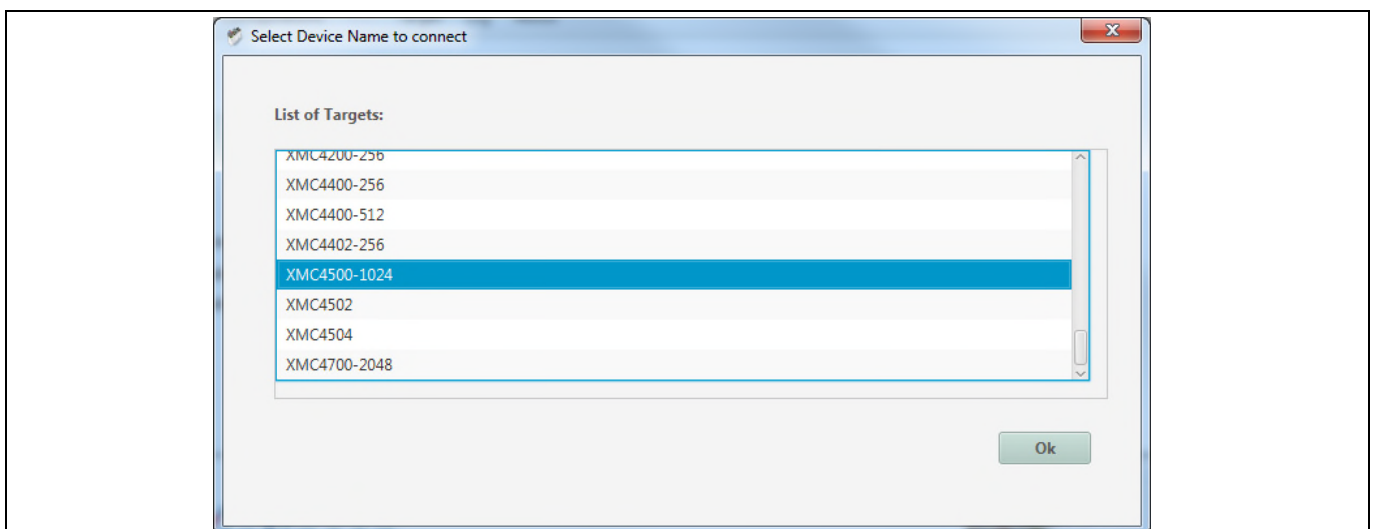 Select Device Name to connect
List of Targets:
XMC4200-256
XMC4400-256
XMC4400-512
XMC4402-256
XMC4500-1024
XMC4502
XMC4504
XMC4700-2048
Ok